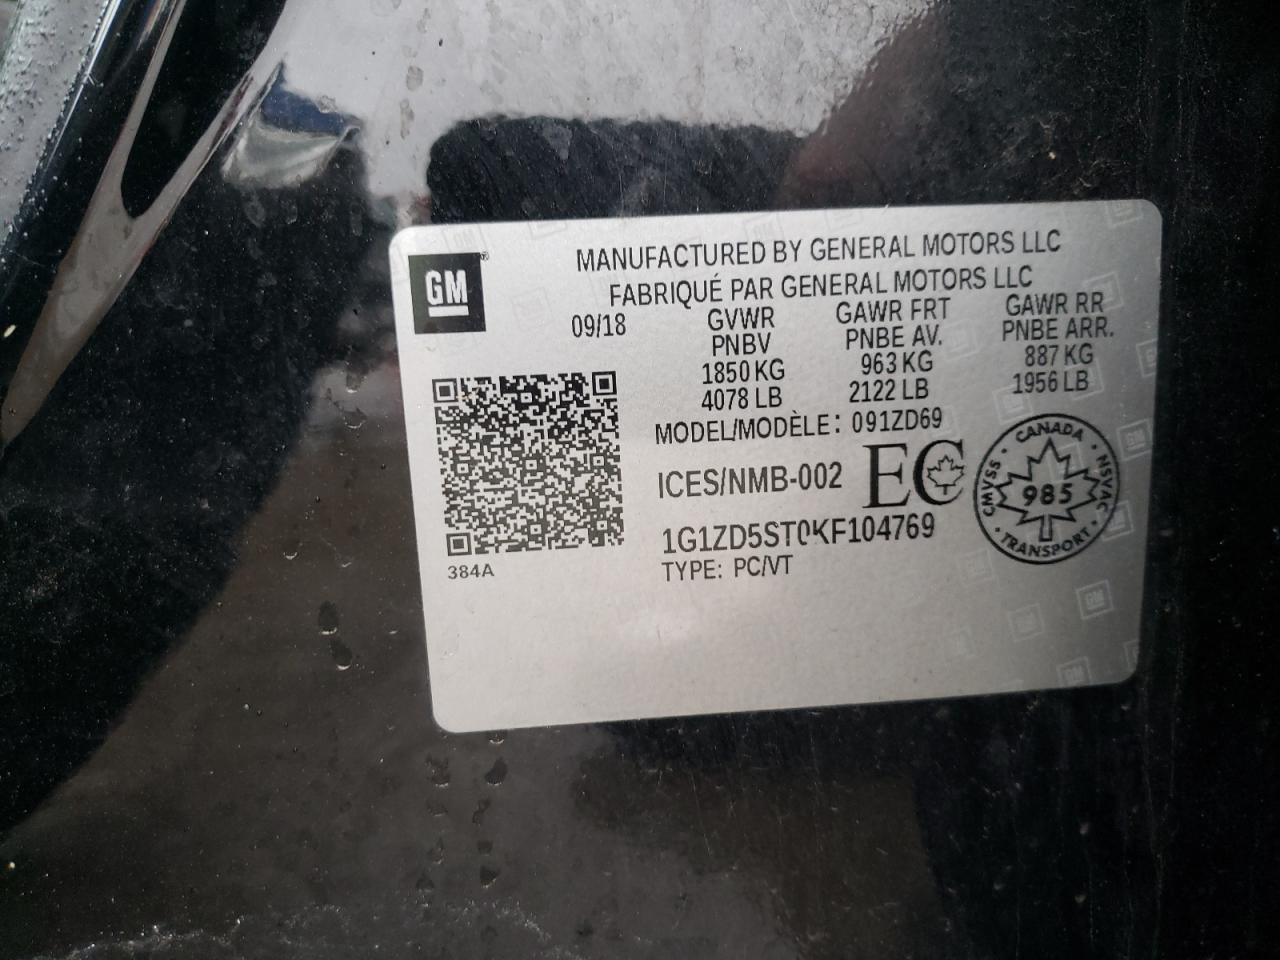 GM
MANUFACTURED BY GENERAL MOTORS LLC
FABRIQUÉ PAR GENERAL MOTORS LLC
09/18
GVWR GAWR FRT GAWR RR
PNBV PNBE AV. PNBE ARR.
1850 KG 963 KG 887 KG
4078 LB 2122 LB 1956 LB
MODEL/MODÈLE: 091ZD69
ICES/NMB-002 EC
CANADA
CMVSS · NSVAC
985
TRANSPORT
1G1ZD5ST0KF104769
TYPE: PC/VT
384A